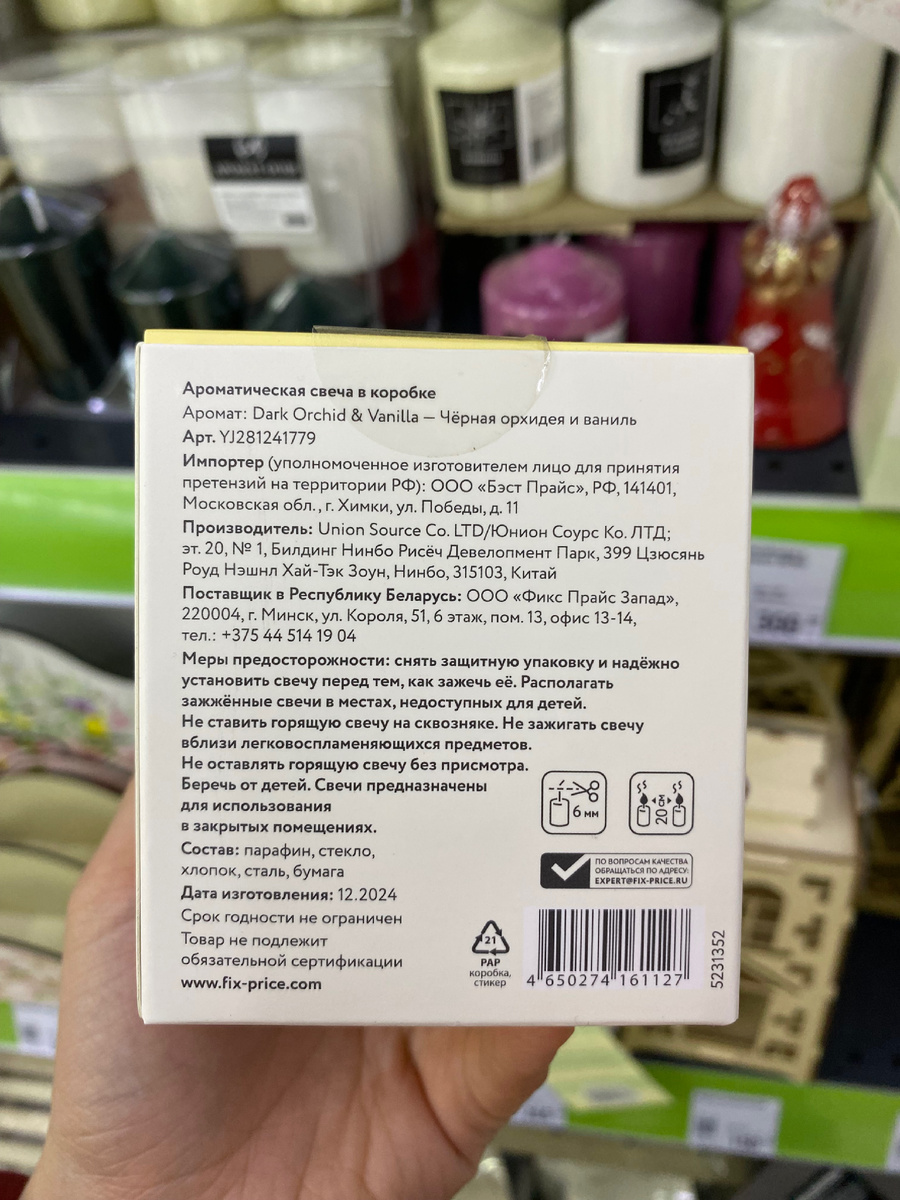 Ароматическая свеча в коробке
Аромат: Dark Orchid & Vanilla — Чёрная орхидея и ваниль
Арт. YJ281241779
Импортер (уполномоченное изготовителем лицо для принятия
претензий на территории РФ): ООО «Бэст Прайс», РФ, 141401,
Московская обл., г. Химки, ул. Победы, д. 11
Производитель: Union Source Co. LTD/Юнион Соурс Ко. ЛТД;
эт. 20, № 1, Билдинг Нинбо Рисёч Девелопмент Парк, 399 Цзюсянь
Роуд Нэшнл Хай-Тэк Зоун, Нинбо, 315103, Китай
Поставщик в Республику Беларусь: ООО «Фикс Прайс Запад»,
220004, г. Минск, ул. Короля, 51, 6 этаж, пом. 13, офис 13-14,
тел.: +375 44 514 19 04
Меры предосторожности: снять защитную упаковку и надёжно
установить свечу перед тем, как зажечь её. Располагать
зажжённые свечи в местах, недоступных для детей.
Не ставить горящую свечу на сквозняке. Не зажигать свечу
вблизи легковоспламеняющихся предметов.
Не оставлять горящую свечу без присмотра.
Беречь от детей. Свечи предназначены
для использования
в закрытых помещениях.
6 мм
20 см
Состав: парафин, стекло,
хлопок, сталь, бумага
ПО ВОПРОСАМ КАЧЕСТВА
ОБРАЩАТЬСЯ ПО АДРЕСУ:
EXPERT@FIX-PRICE.RU
Дата изготовления: 12.2024
Срок годности не ограничен
Товар не подлежит
обязательной сертификации
www.fix-price.com
21
PAP
коробка,
стикер
4 650274 161127
5231352